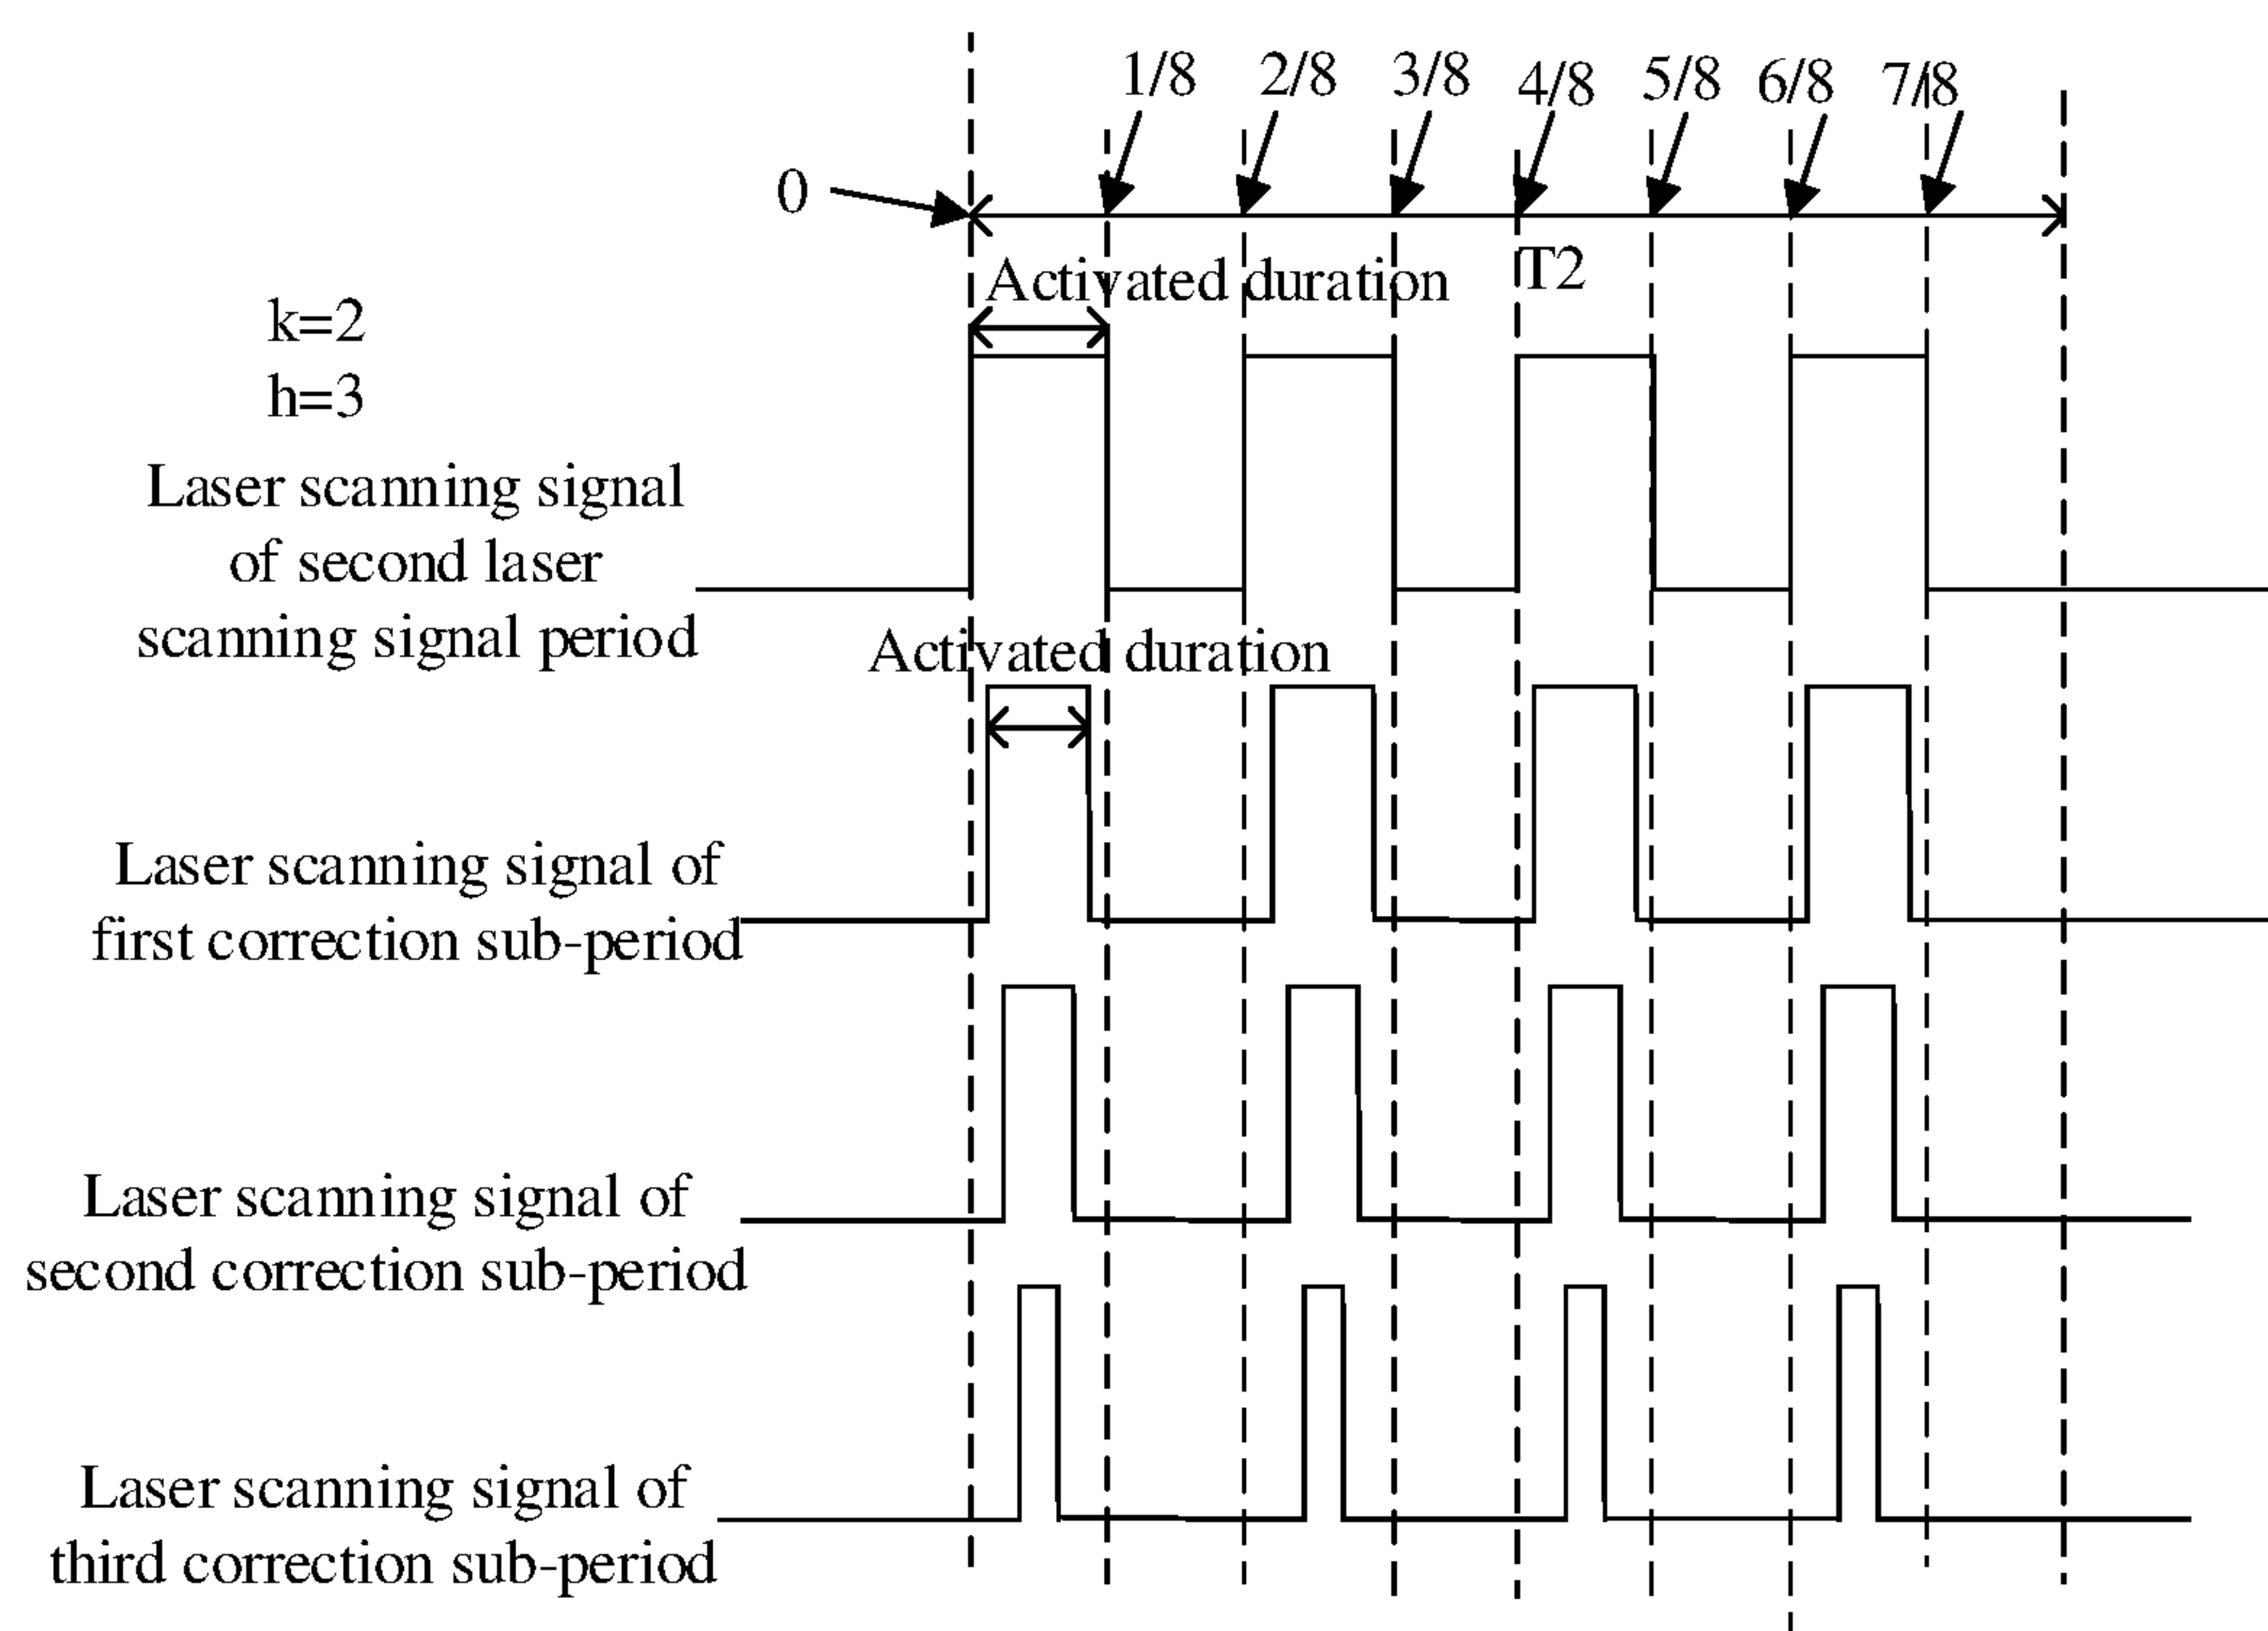 1/8 2/8 3/8 4/8 5/8 6/8 7/8
0
Activated duration
T2
k=2
h=3
Laser scanning signal
of second laser
scanning signal period
Activated duration
Laser scanning signal of
first correction sub-period
Laser scanning signal of
second correction sub-period
Laser scanning signal of
third correction sub-period